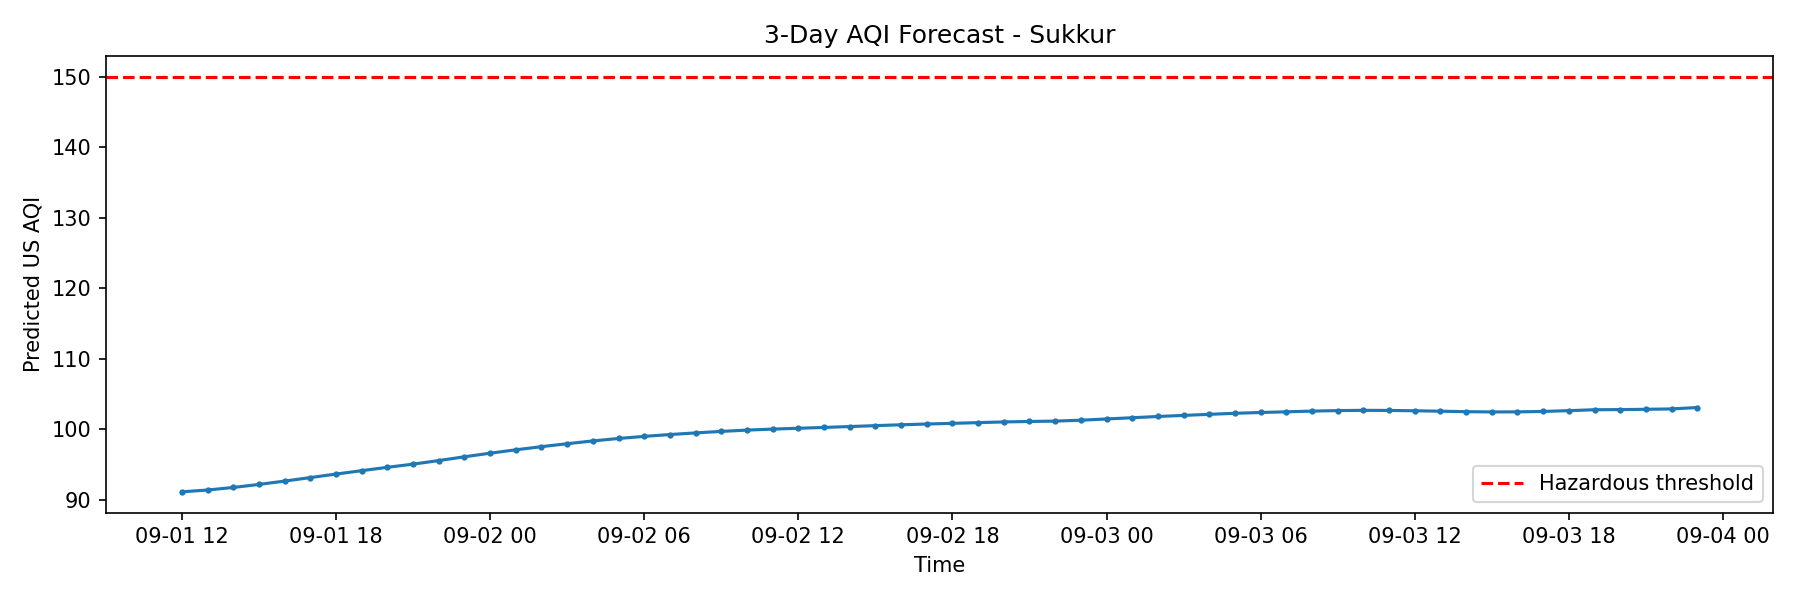 3-Day AQI Forecast - Sukkur
Predicted US AQI
150
140
130
120
110
100
90
Hazardous threshold
09-01 12 09-01 18 09-02 00 09-02 06 09-02 12 09-02 18 09-03 00 09-03 06 09-03 12 09-03 18 09-04 00
Time